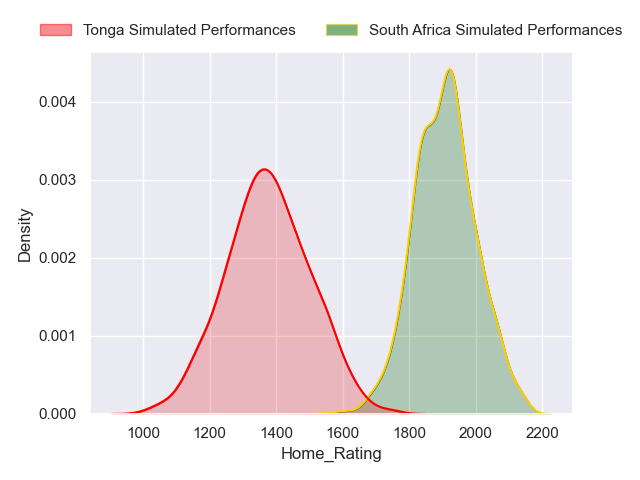 Tonga Simulated Performances South Africa Simulated Performances
0.004
0.003
0.002
0.001
0.000
Density
1000 1200 1400 1600 1800 2000 2200
Home_Rating